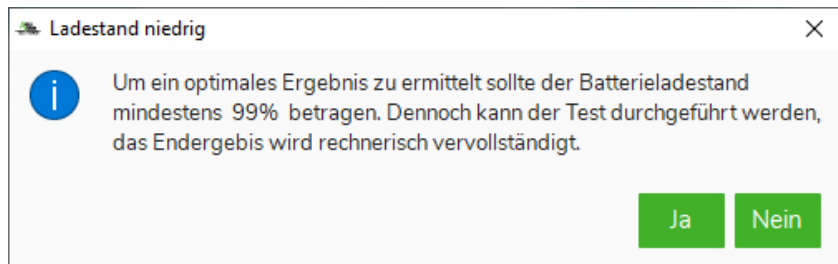 Ladestand niedrig
Um ein optimales Ergebnis zu ermittelt sollte der Batterieladestand
mindestens 99% betragen. Dennoch kann der Test durchgeführt werden,
das Endergebis wird rechnerisch vervollständigt.
Ja Nein